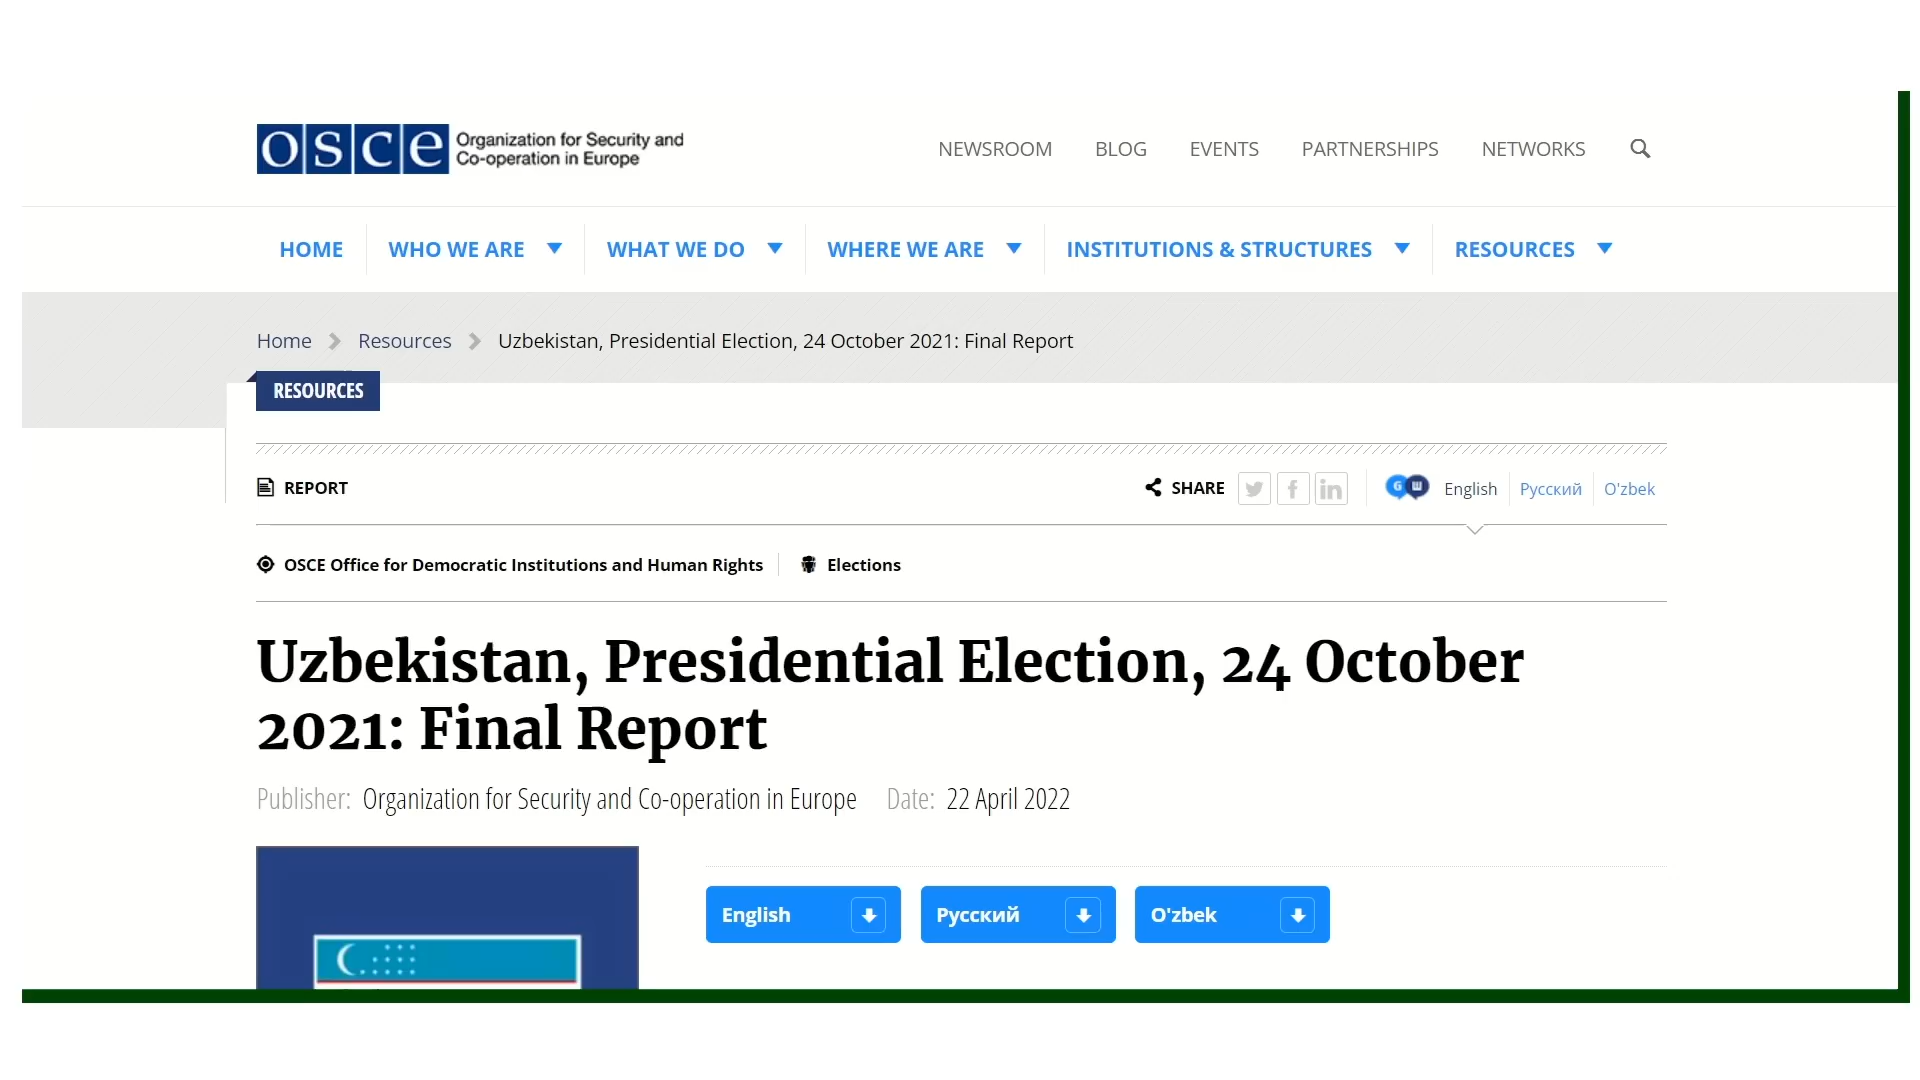 osce Organization for Security and
Co-operation in Europe
NEWSROOM BLOG EVENTS PARTNERSHIPS NETWORKS
HOME WHO WE ARE WHAT WE DO WHERE WE ARE INSTITUTIONS & STRUCTURES RESOURCES
Home Resources Uzbekistan, Presidential Election, 24 October 2021: Final Report
RESOURCES
REPORT SHARE English Русский O'zbek
OSCE Office for Democratic Institutions and Human Rights Elections
Uzbekistan, Presidential Election, 24 October
2021: Final Report
Publisher: Organization for Security and Co-operation in Europe Date: 22 April 2022
English Русский O'zbek